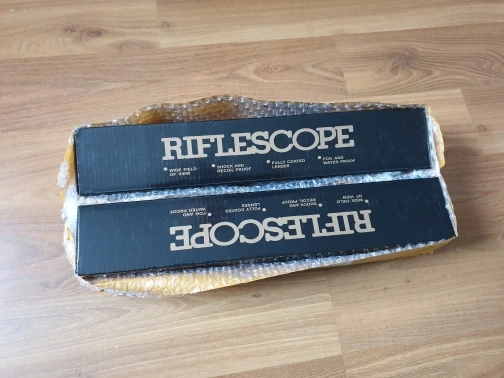 RIFLESCOPE
WIDE FIELD
OF VIEW
SHOCK AND
RECOIL PROOF
FULLY COATED
LENSES
FOG AND
WATER PROOF
RIFLESCOPE
WIDE FIELD
OF VIEW
SHOCK AND
RECOIL PROOF
FULLY COATED
LENSES
FOG AND
WATER PROOF